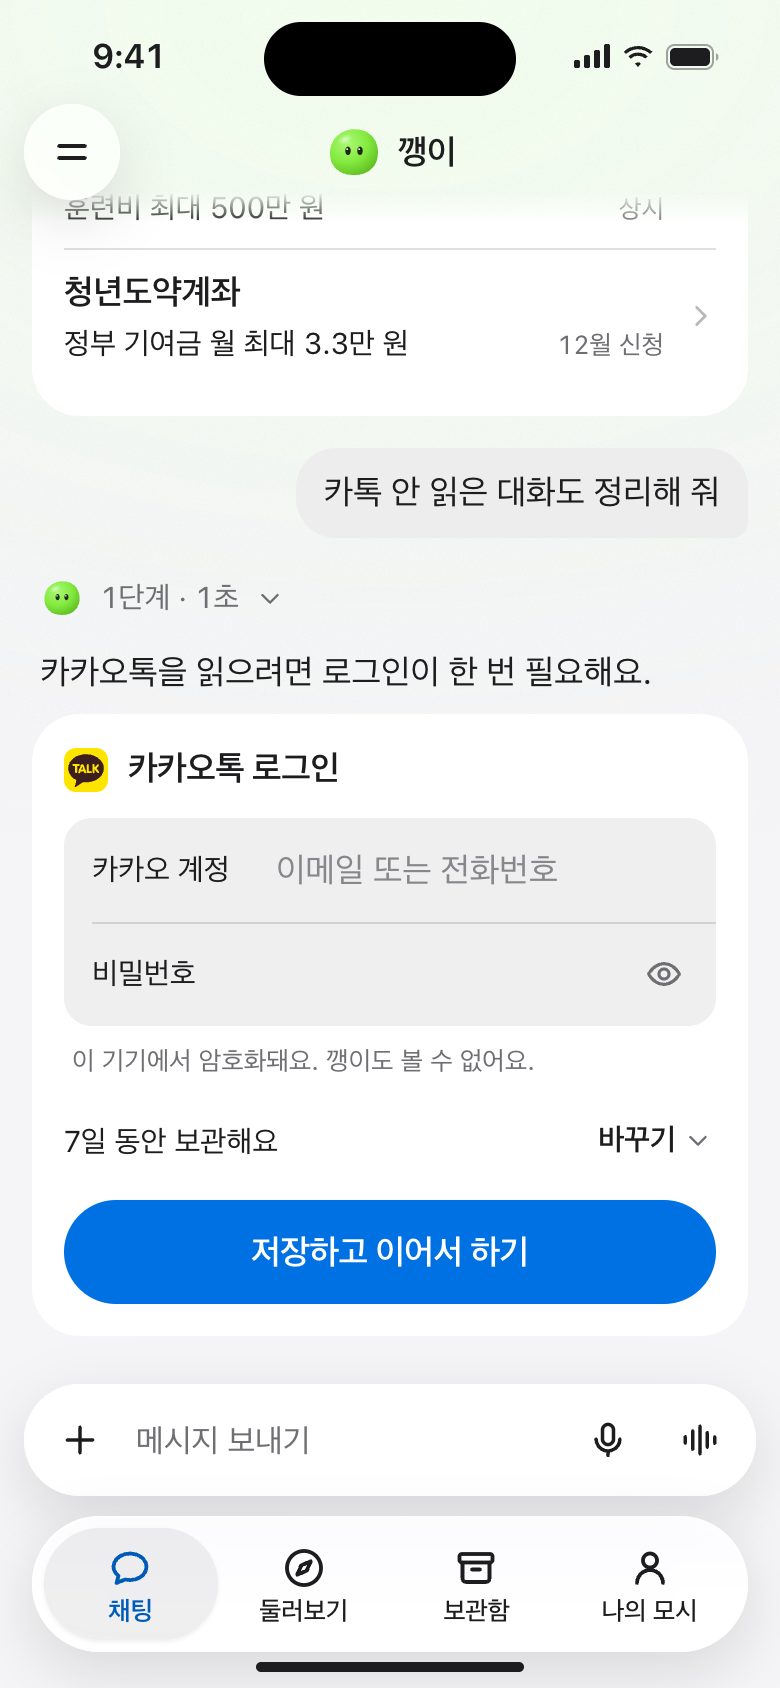 9:41
깽이
훈련비 최대 500만 원
상시
청년도약계좌
정부 기여금 월 최대 3.3만 원
12월 신청
카톡 안 읽은 대화도 정리해 줘
1단계 · 1초
카카오톡을 읽으려면 로그인이 한 번 필요해요.
TALK
카카오톡 로그인
카카오 계정
이메일 또는 전화번호
비밀번호
이 기기에서 암호화돼요. 깽이도 볼 수 없어요.
7일 동안 보관해요
바꾸기
저장하고 이어서 하기
메시지 보내기
채팅
둘러보기
보관함
나의 모시